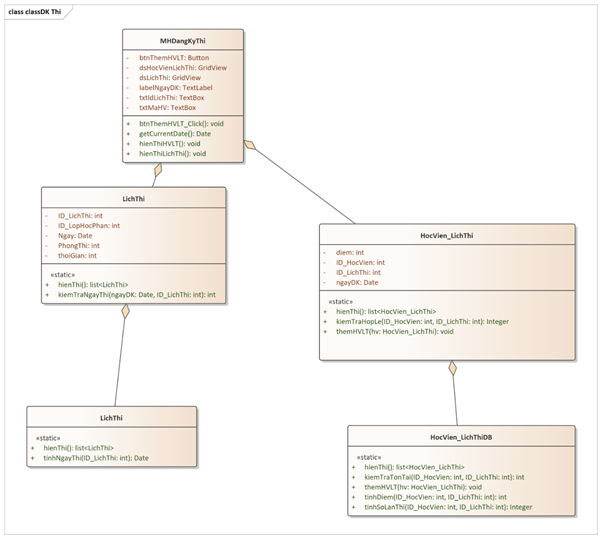 class classDK Thi
MHDangKyThi
- btnThemHVLT: Button
- dsHocVienLichThi: GridView
- dsLichThi: GridView
- labelNgayDK: TextLabel
- txtIdLichThi: TextBox
- txtMaHV: TextBox
+ btnThemHVLT_Click(): void
+ getCurrentDate(): Date
+ hienThiHVLT(): void
+ hienThiLichThi(): void
LichThi
- ID_LichThi: int
- ID_LopHocPhan: int
- Ngay: Date
- PhongThi: int
- thoiGian: int
«static»
+ hienThi(): list<LichThi>
+ kiemTraNgayThi(ngayDK: Date, ID_LichThi: int): int
HocVien_LichThi
- diem: int
- ID_HocVien: int
- ID_LichThi: int
- ngayDK: Date
«static»
+ hienThi(): list<HocVien_LichThi>
+ kiemTraHopLe(ID_HocVien: int, ID_LichThi: int): Integer
+ themHVLT(hv: HocVien_LichThi): void
LichThi
«static»
+ hienThi(): list<LichThi>
+ tinhNgayThi(ID_LichThi: int): Date
HocVien_LichThiDB
«static»
+ hienThi(): list<HocVien_LichThi>
+ kiemTraTonTai(ID_HocVien: int, ID_LichThi: int): int
+ themHVLT(hv: HocVien_LichThi): void
+ tinhDiem(ID_HocVien: int, ID_LichThi: int): int
+ tinhSoLanThi(ID_HocVien: int, ID_LichThi: int): Integer